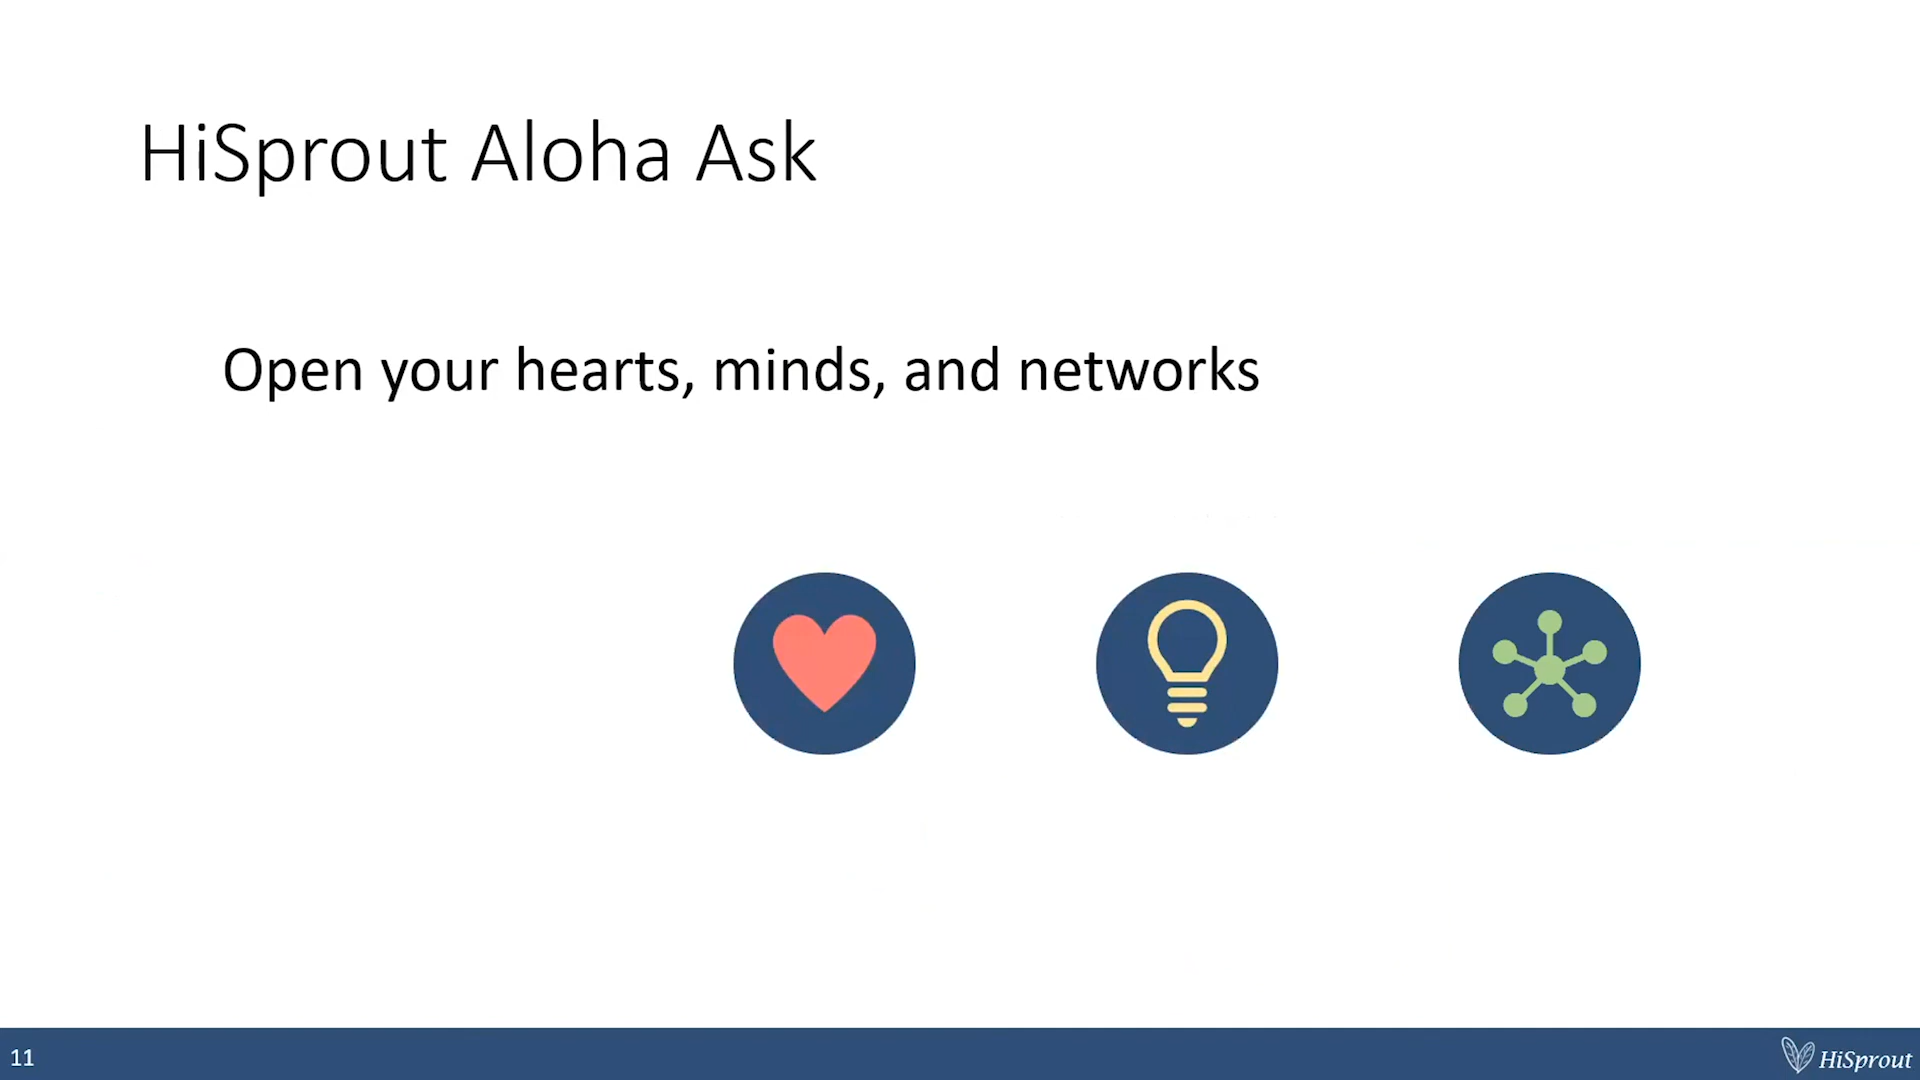 HiSprout Aloha Ask
Open your hearts, minds, and networks
11
HiSprout